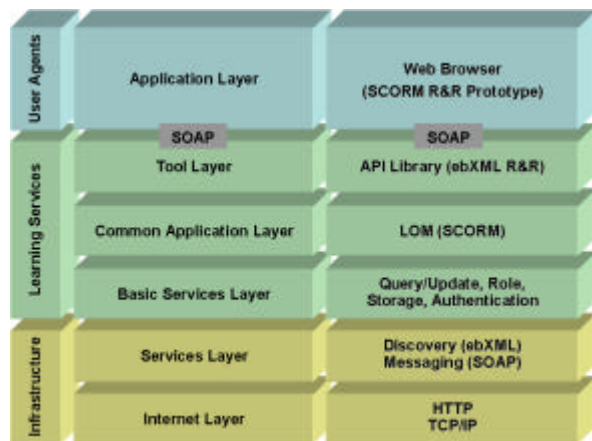 User Agents
Application Layer
Web Browser
(SCORM R&R Prototype)
SOAP
SOAP
Learning Services
Tool Layer
API Library (ebXML R&R)
Common Application Layer
LOM (SCORM)
Basic Services Layer
Query/Update, Role,
Storage, Authentication
Infrastructure
Services Layer
Discovery (ebXML)
Messaging (SOAP)
Internet Layer
HTTP
TCP/IP